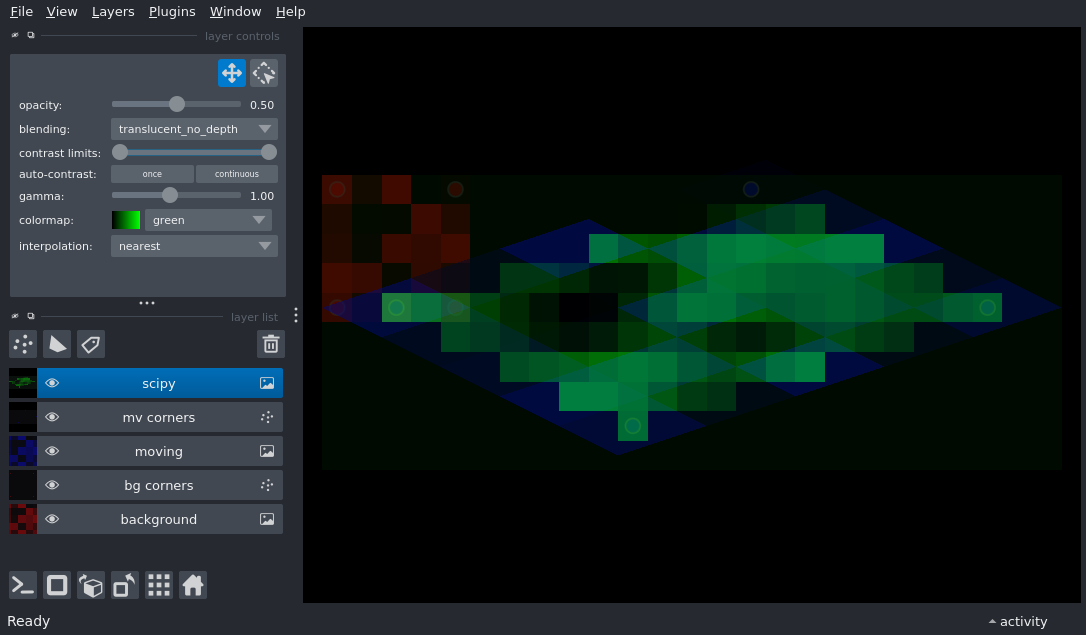 File View Layers Plugins Window Help
layer controls
opacity: 0.50
blending: translucent_no_depth
contrast limits:
auto-contrast: once continuous
gamma: 1.00
colormap: green
interpolation: nearest
layer list
scipy
mv corners
moving
bg corners
background
Ready
activity